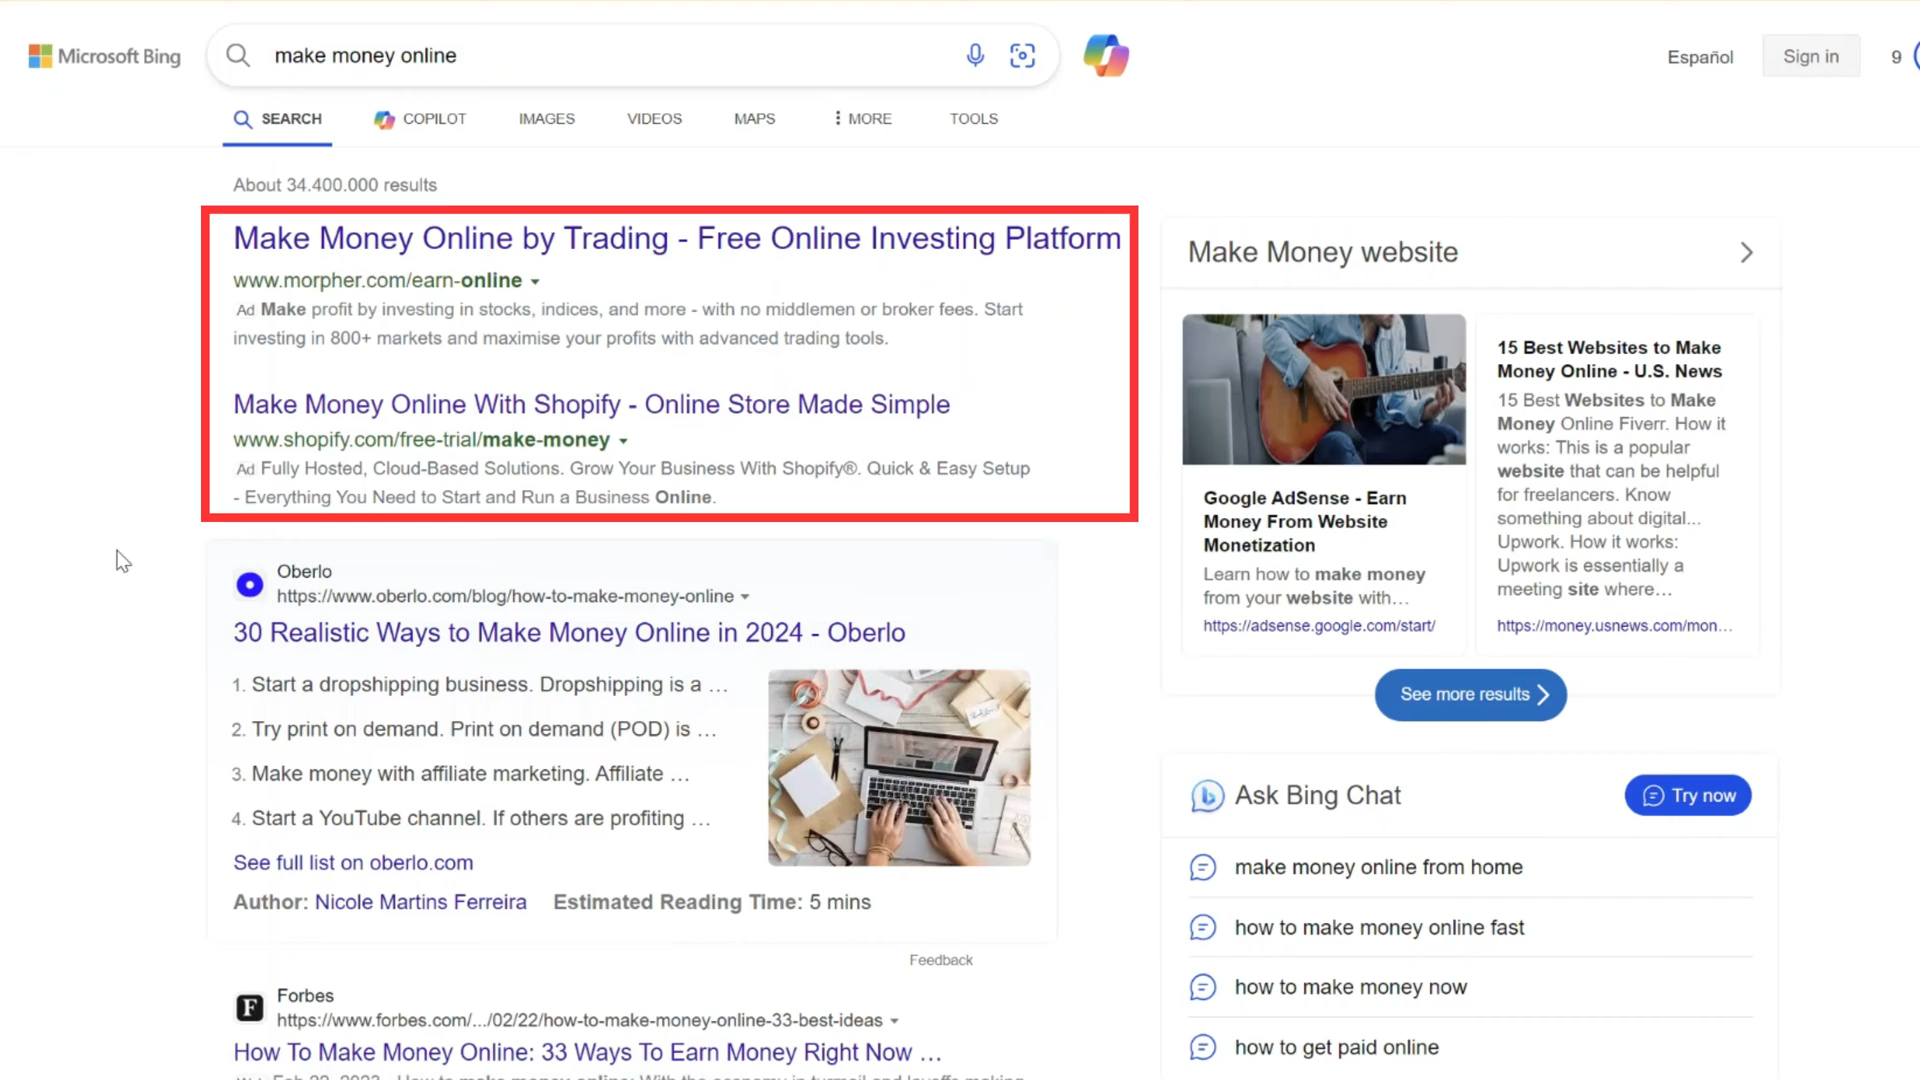 Microsoft Bing
make money online
Español
Sign in
9
SEARCH
COPILOT
IMAGES
VIDEOS
MAPS
MORE
TOOLS
About 34.400.000 results
Make Money Online by Trading - Free Online Investing Platform
www.morpher.com/earn-online
Ad Make profit by investing in stocks, indices, and more - with no middlemen or broker fees. Start
investing in 800+ markets and maximise your profits with advanced trading tools.
Make Money Online With Shopify - Online Store Made Simple
www.shopify.com/free-trial/make-money
Ad Fully Hosted, Cloud-Based Solutions. Grow Your Business With Shopify®. Quick & Easy Setup
- Everything You Need to Start and Run a Business Online.
Oberlo
https://www.oberlo.com/blog/how-to-make-money-online
30 Realistic Ways to Make Money Online in 2024 - Oberlo
1. Start a dropshipping business. Dropshipping is a ...
2. Try print on demand. Print on demand (POD) is ...
3. Make money with affiliate marketing. Affiliate ...
4. Start a YouTube channel. If others are profiting ...
See full list on oberlo.com
Author: Nicole Martins Ferreira Estimated Reading Time: 5 mins
Feedback
Forbes
https://www.forbes.com/.../02/22/how-to-make-money-online-33-best-ideas
How To Make Money Online: 33 Ways To Earn Money Right Now ...
Make Money website
Google AdSense - Earn
Money From Website
Monetization
Learn how to make money
from your website with...
https://adsense.google.com/start/
15 Best Websites to Make
Money Online - U.S. News
15 Best Websites to Make
Money Online Fiverr. How it
works: This is a popular
website that can be helpful
for freelancers. Know
something about digital...
Upwork. How it works:
Upwork is essentially a
meeting site where...
https://money.usnews.com/mon...
See more results
Ask Bing Chat
Try now
make money online from home
how to make money online fast
how to make money now
how to get paid online